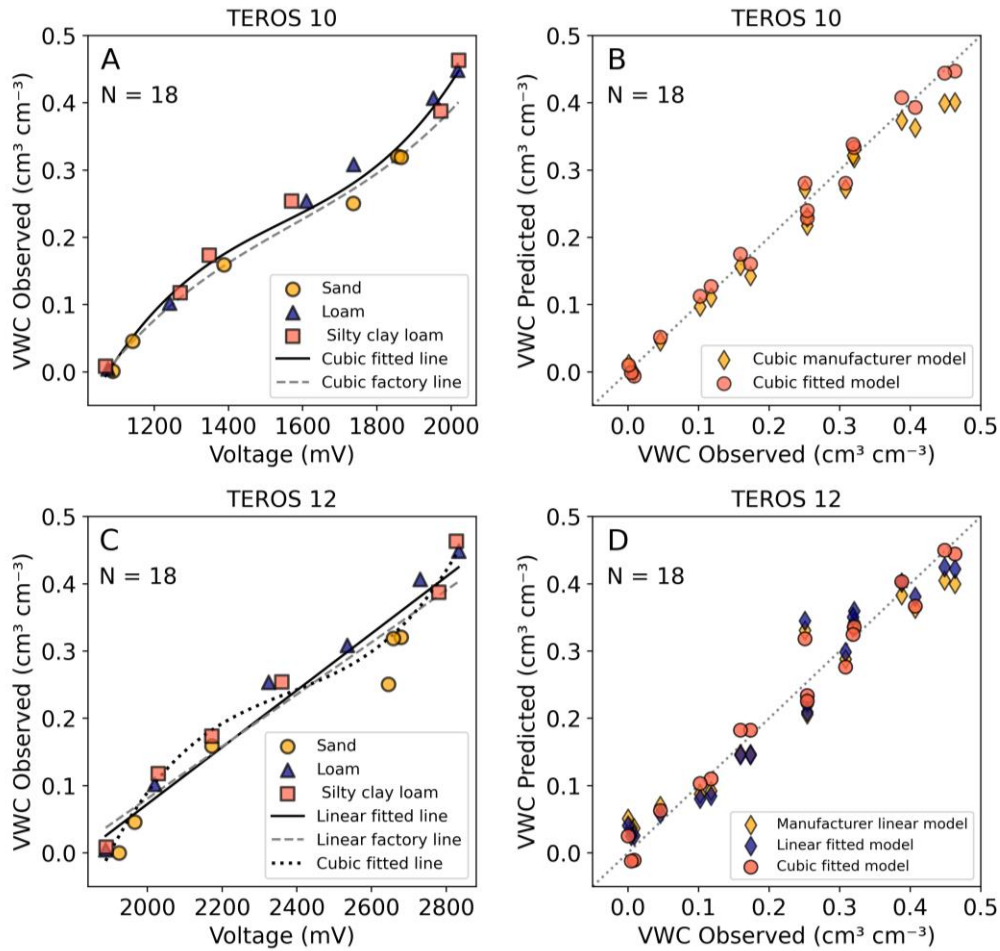 TEROS 10
A
N = 18
VWC Observed (cm³ cm⁻³)
0.5
0.4
0.3
0.2
0.1
0.0
Sand
Loam
Silty clay loam
Cubic fitted line
Cubic factory line
1200 1400 1600 1800 2000
Voltage (mV)
TEROS 10
B
N = 18
VWC Predicted (cm³ cm⁻³)
0.5
0.4
0.3
0.2
0.1
0.0
Cubic manufacturer model
Cubic fitted model
0.0 0.1 0.2 0.3 0.4 0.5
VWC Observed (cm³ cm⁻³)
TEROS 12
C
N = 18
VWC Observed (cm³ cm⁻³)
0.5
0.4
0.3
0.2
0.1
0.0
Sand
Loam
Silty clay loam
Linear fitted line
Linear factory line
Cubic fitted line
2000 2200 2400 2600 2800
Voltage (mV)
TEROS 12
D
N = 18
VWC Predicted (cm³ cm⁻³)
0.5
0.4
0.3
0.2
0.1
0.0
Manufacturer linear model
Linear fitted model
Cubic fitted model
0.0 0.1 0.2 0.3 0.4 0.5
VWC Observed (cm³ cm⁻³)